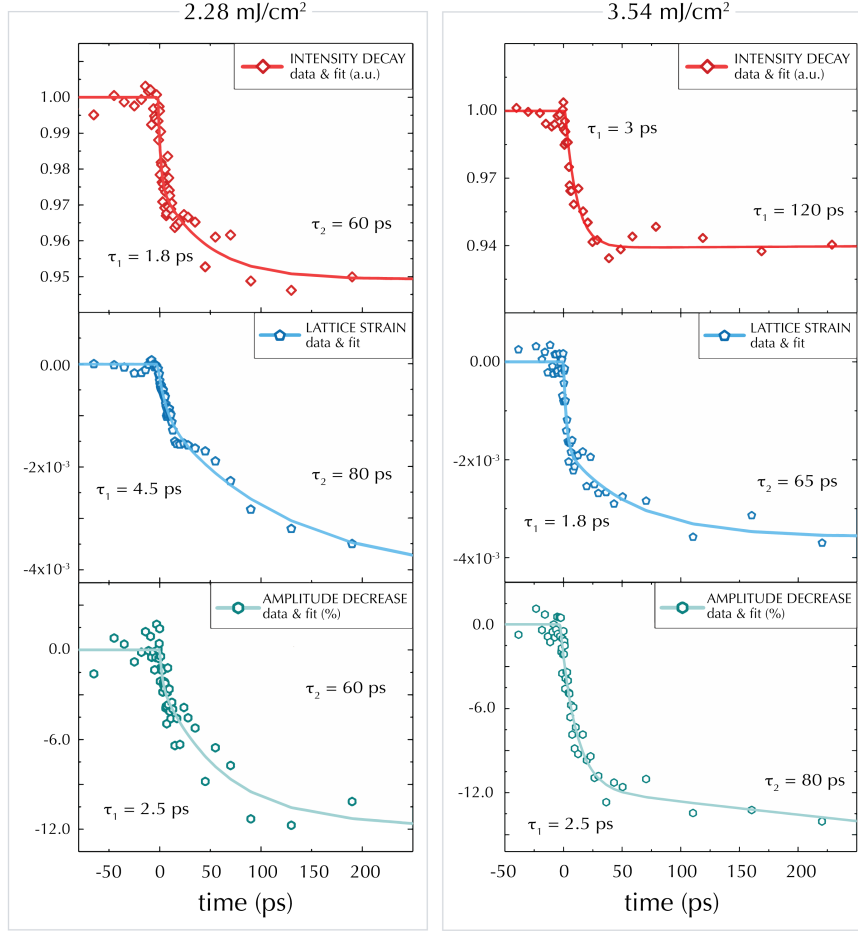 2.28 mJ/cm²
INTENSITY DECAY
data & fit (a.u.)
1.00
0.99
0.98
0.97
0.96
0.95
τ₂ = 60 ps
τ₁ = 1.8 ps
LATTICE STRAIN
data & fit
0.00
-2x10⁻³
-4x10⁻³
τ₂ = 80 ps
τ₁ = 4.5 ps
AMPLITUDE DECREASE
data & fit (%)
0.0
-6.0
-12.0
τ₂ = 60 ps
τ₁ = 2.5 ps
-50 0 50 100 150 200
time (ps)
3.54 mJ/cm²
INTENSITY DECAY
data & fit (a.u.)
1.00
0.97
0.94
τ₁ = 3 ps
τ₁ = 120 ps
LATTICE STRAIN
data & fit
0.00
-2x10⁻³
-4x10⁻³
τ₂ = 65 ps
τ₁ = 1.8 ps
AMPLITUDE DECREASE
data & fit (%)
0.0
-6.0
-12.0
τ₂ = 80 ps
τ₁ = 2.5 ps
-50 0 50 100 150 200
time (ps)